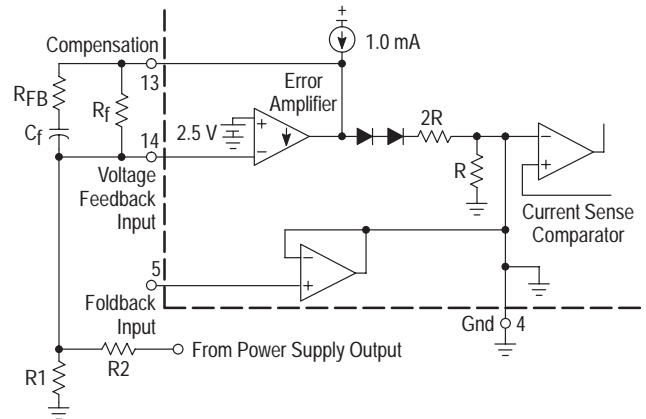 +
Compensation
1.0 mA
13
Error
Amplifier
RFB
Rf
Cf
2R
2.5 V
+
−
−
+
14
R
Voltage
Feedback
Input
Current Sense
Comparator
5
−
+
Foldback
Input
Gnd 4
R2
From Power Supply Output
R1